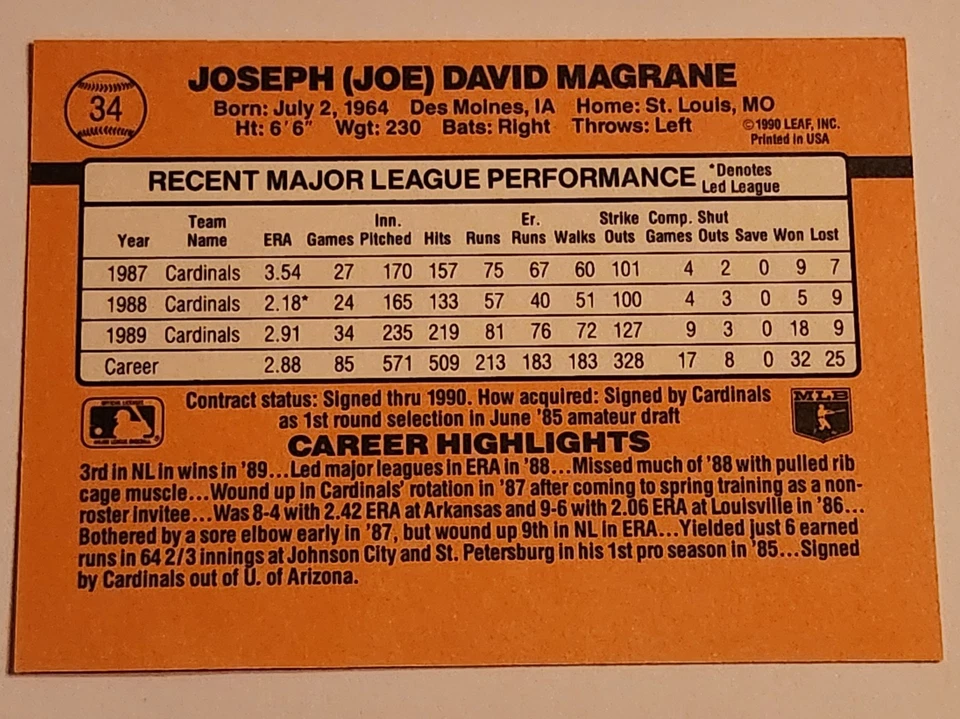 JOSEPH (JOE) DAVID MAGRANE
34
Born: July 2, 1964 Des Moines, IA Home: St. Louis, MO
Ht: 6'6" Wgt: 230 Bats: Right Throws: Left
©1990 LEAF, INC.
Printed in USA
RECENT MAJOR LEAGUE PERFORMANCE
*Denotes
Led League
Team Inn. Er. Strike Comp. Shut
Year Name ERA Games Pitched Hits Runs Runs Walks Outs Games Outs Save Won Lost
1987 Cardinals 3.54 27 170 157 75 67 60 101 4 2 0 9 7
1988 Cardinals 2.18* 24 165 133 57 40 51 100 4 3 0 5 9
1989 Cardinals 2.91 34 235 219 81 76 72 127 9 3 0 18 9
Career 2.88 85 571 509 213 183 183 328 17 8 0 32 25
Contract status: Signed thru 1990. How acquired: Signed by Cardinals
as 1st round selection in June '85 amateur draft
MLB
CAREER HIGHLIGHTS
3rd in NL in wins in '89...Led major leagues in ERA in '88...Missed much of '88 with pulled rib
cage muscle...Wound up in Cardinals' rotation in '87 after coming to spring training as a non-
roster invitee...Was 8-4 with 2.42 ERA at Arkansas and 9-6 with 2.06 ERA at Louisville in '86...
Bothered by a sore elbow early in '87, but wound up 9th in NL in ERA...Yielded just 6 earned
runs in 64 2/3 innings at Johnson City and St. Petersburg in his 1st pro season in '85...Signed
by Cardinals out of U. of Arizona.